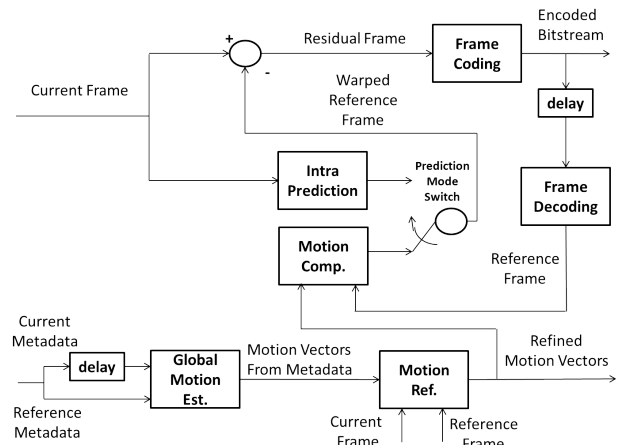 Encoded
Bitstream
+
Residual Frame
Frame
Coding
-
Current Frame
Warped
Reference
Frame
delay
Intra
Prediction
Prediction
Mode
Switch
Frame
Decoding
Motion
Comp.
Reference
Frame
Current
Metadata
delay
Global
Motion
Est.
Motion Vectors
From Metadata
Motion
Ref.
Refined
Motion Vectors
Reference
Metadata
Current
Frame
Reference
Frame